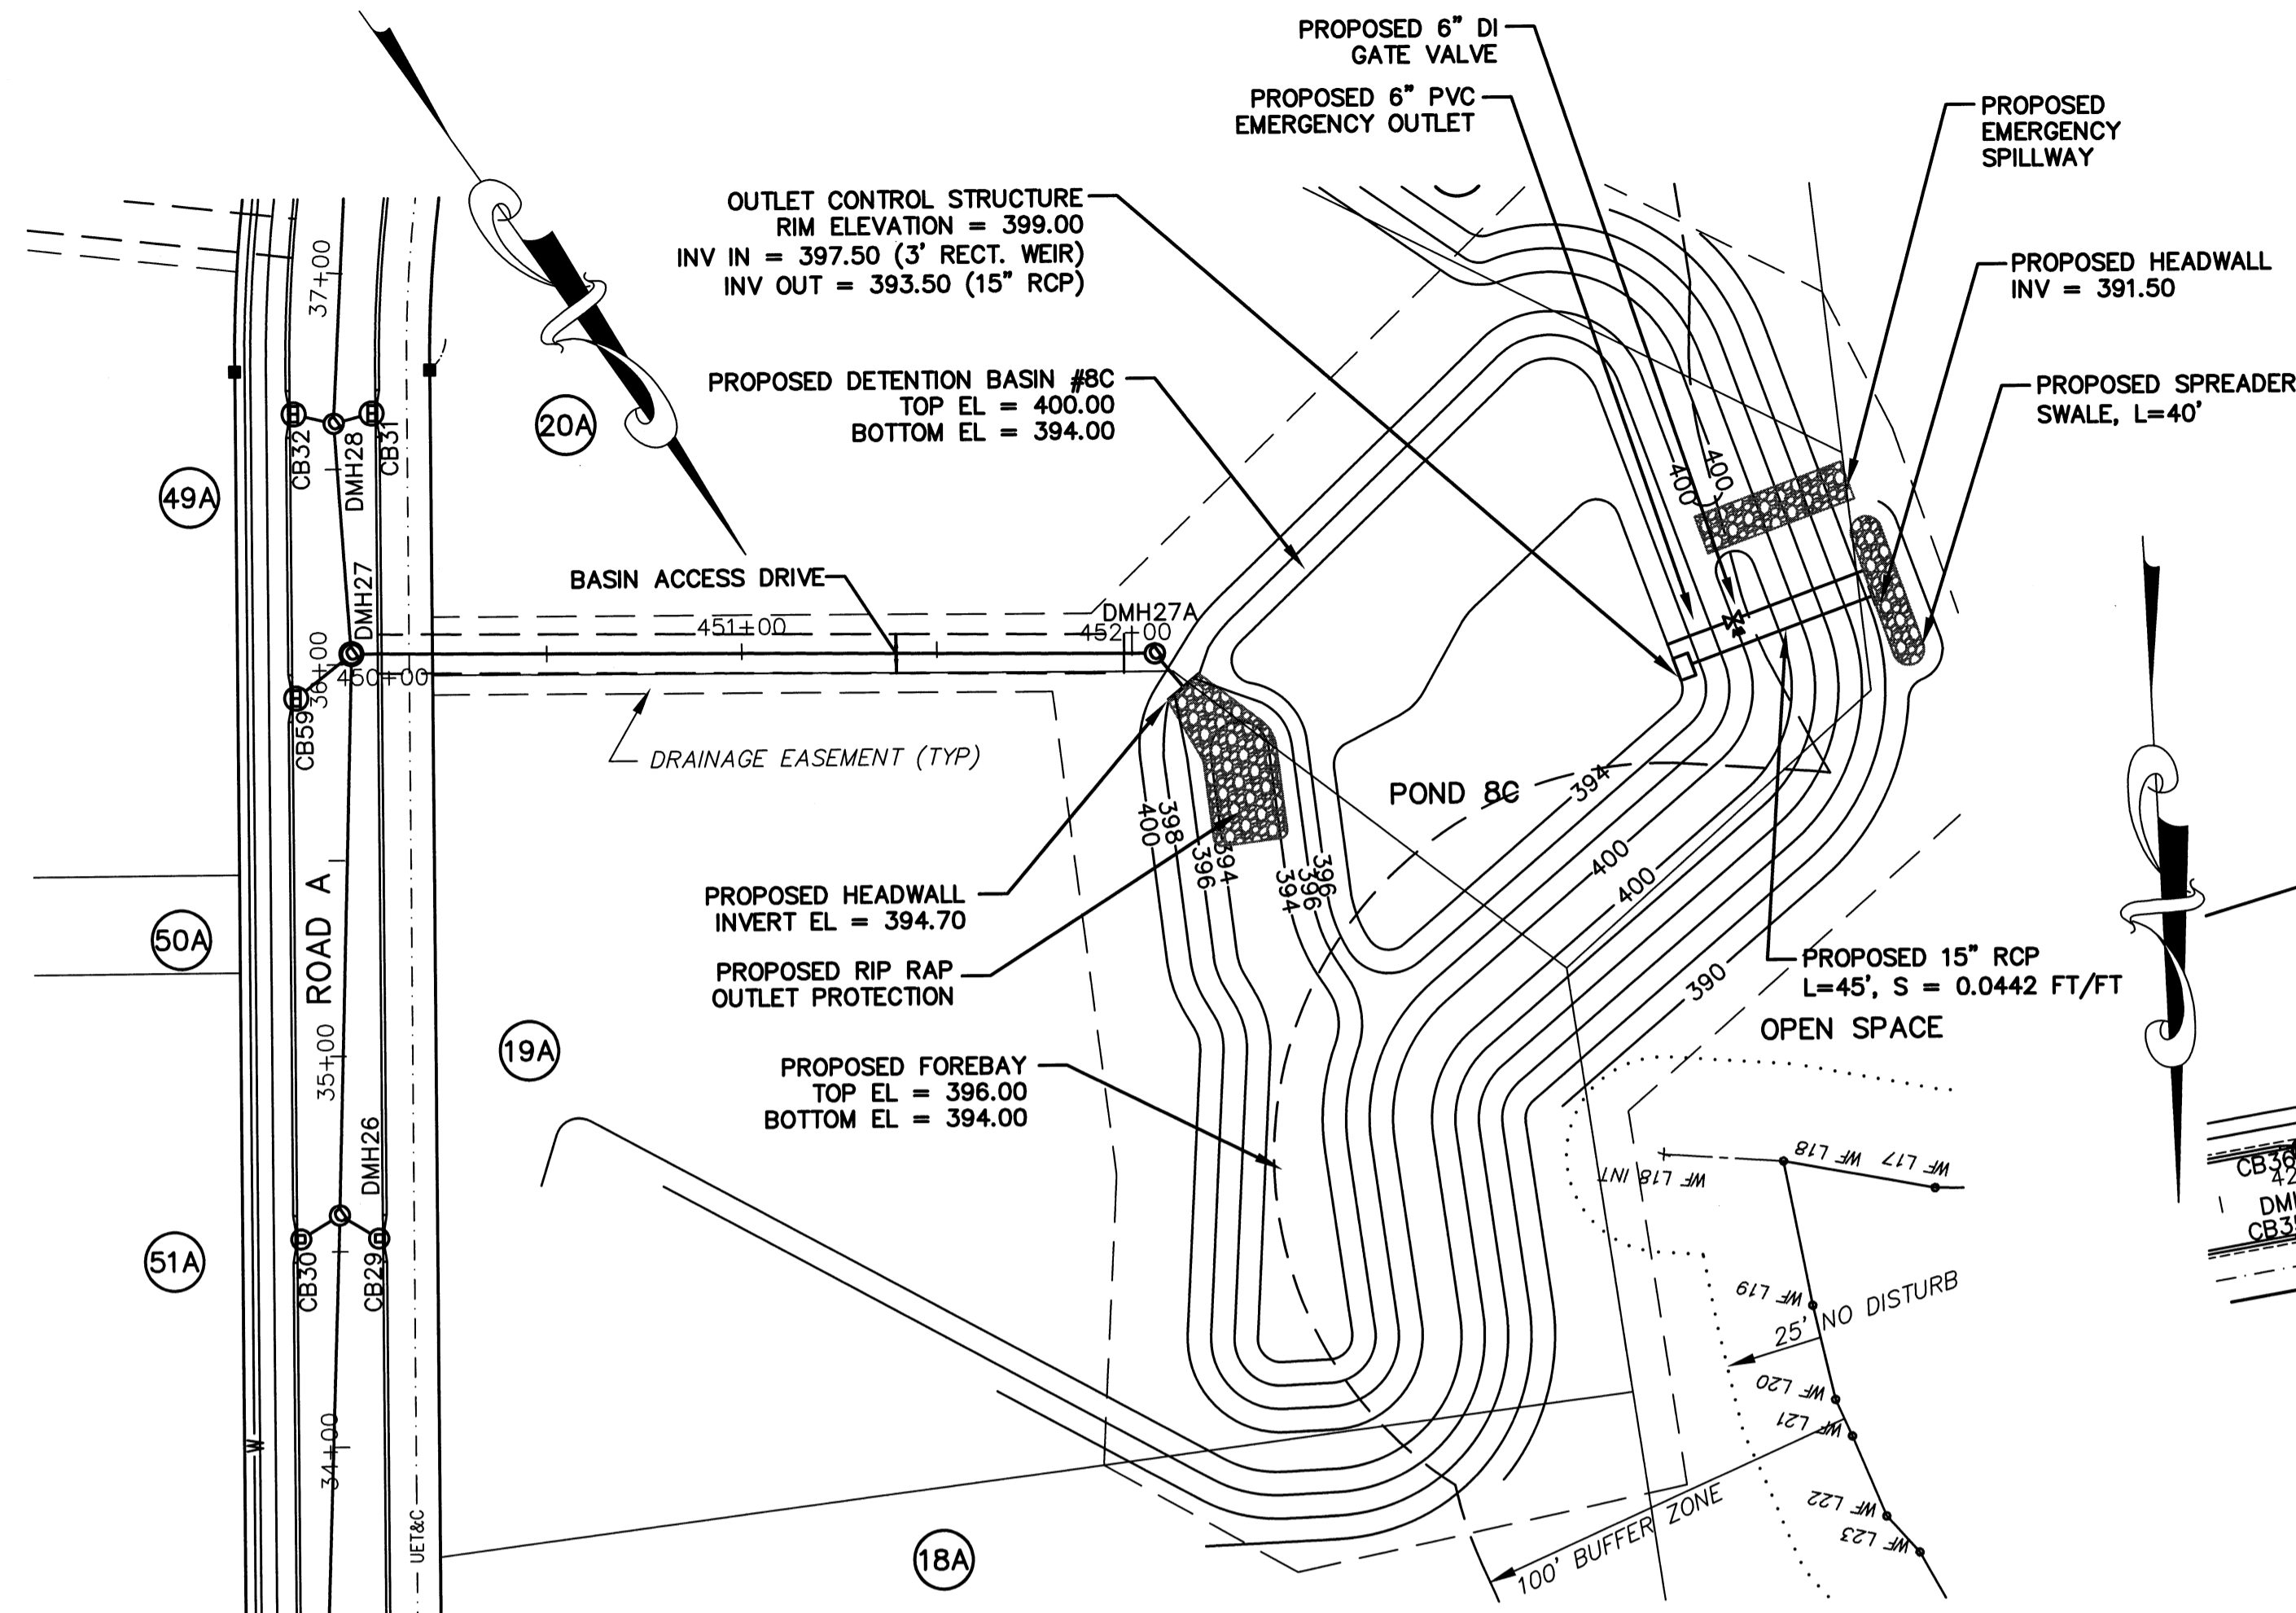 PROPOSED 6" DI
GATE VALVE
PROPOSED 6" PVC
EMERGENCY OUTLET
PROPOSED
EMERGENCY
SPILLWAY
OUTLET CONTROL STRUCTURE
RIM ELEVATION = 399.00
INV IN = 397.50 (3' RECT. WEIR)
INV OUT = 393.50 (15" RCP)
PROPOSED HEADWALL
INV = 391.50
PROPOSED DETENTION BASIN #8C
TOP EL = 400.00
BOTTOM EL = 394.00
PROPOSED SPREADER
SWALE, L=40'
37+00
CB32
DMH28
CB31
20A
49A
400
400
BASIN ACCESS DRIVE
DMH27
DMH27A
451+00
452+00
36+00
450+00
CB59
DRAINAGE EASEMENT (TYP)
POND 8C
394
400
398
396
394
394
396
396
400
400
390
PROPOSED HEADWALL
INVERT EL = 394.70
PROPOSED RIP RAP
OUTLET PROTECTION
PROPOSED 15" RCP
L=45', S = 0.0442 FT/FT
OPEN SPACE
50A
ROAD A
35+00
19A
PROPOSED FOREBAY
TOP EL = 396.00
BOTTOM EL = 394.00
DMH26
CB30
CB29
51A
WF L18 INT
WF L18
WF L17
WF L19
25' NO DISTURB
WF L20
WF L21
WF L22
WF L23
100' BUFFER ZONE
34+00
W
UET&C
18A
CB36
42